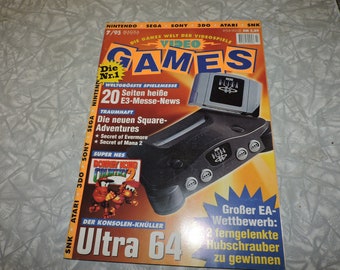 NINTENDO SEGA SONY 3DO ATARI SNK
7/95
DIE GANZE WELT DER VIDEOSPIELE
VIDEO
GAMES
Die
Nr.1
WELTGRÖSSTE SPIELEMESSE
20 Seiten heiße
E3-Messe-News
TRAUMHAFT
Die neuen Square-
Adventures
• Secret of Evermore
• Secret of Mana 2
SUPER NES
DONKEY KONG
COUNTRY 2
DER KONSOLEN-KNÜLLER
Ultra 64
Großer EA-
Wettbewerb:
2 ferngelenkte
Hubschrauber
zu gewinnen
SNK ATARI 3DO SONY SEGA NINTENDO